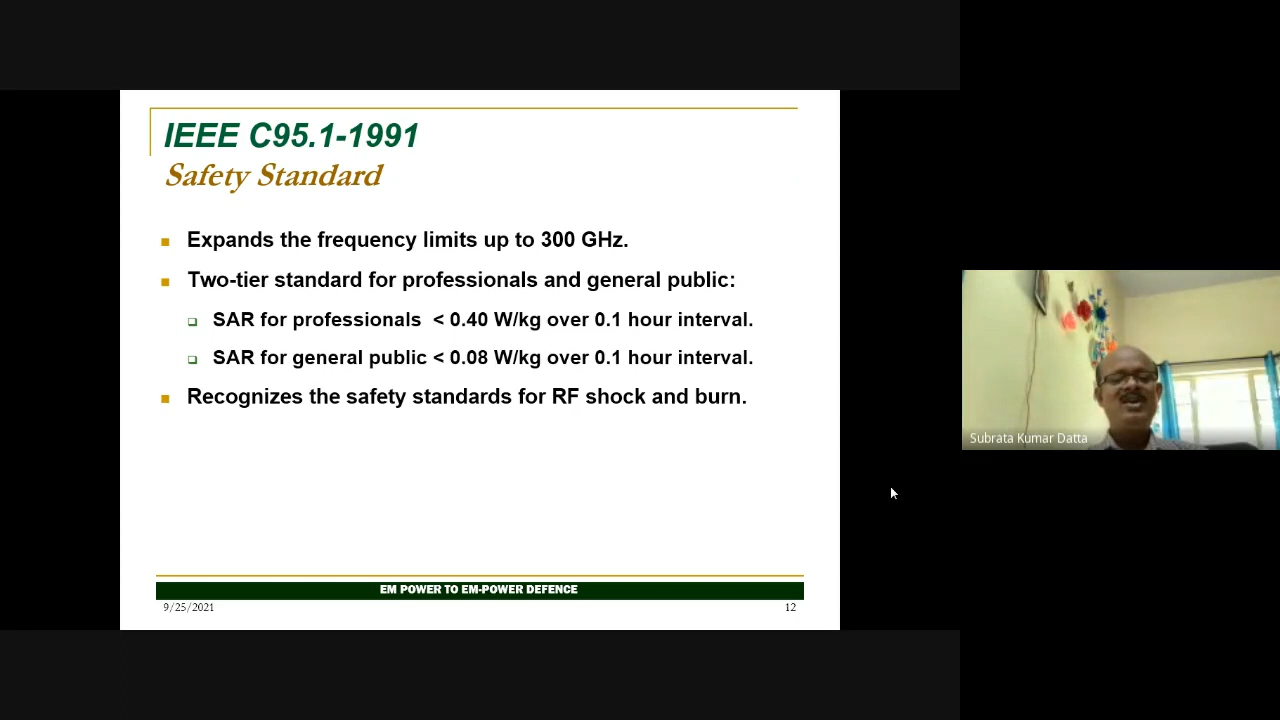 IEEE C95.1-1991
Safety Standard
Expands the frequency limits up to 300 GHz.
Two-tier standard for professionals and general public:
SAR for professionals < 0.40 W/kg over 0.1 hour interval.
SAR for general public < 0.08 W/kg over 0.1 hour interval.
Recognizes the safety standards for RF shock and burn.
EM POWER TO EM-POWER DEFENCE
9/25/2021
12
Subrata Kumar Datta